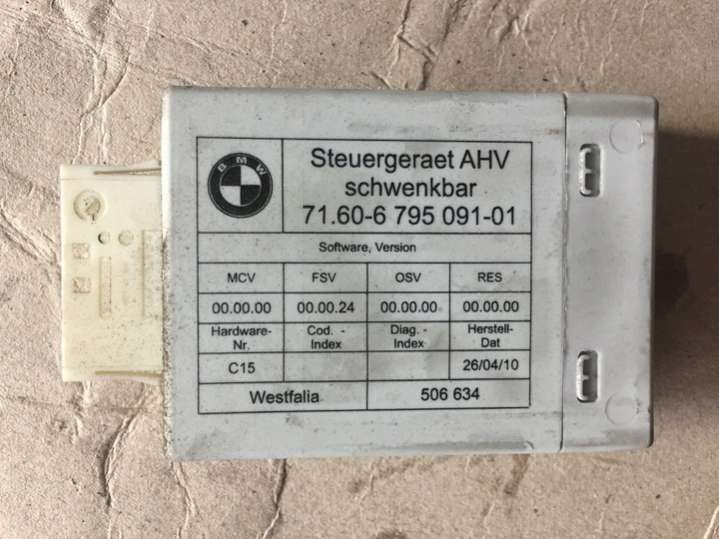 BMW
Steuergeraet AHV
schwenkbar
71.60-6 795 091-01
Software, Version
MCV FSV OSV RES
00.00.00 00.00.24 00.00.00 00.00.00
Hardware-Nr. Cod. -Index Diag. -Index Herstell-Dat
C15 26/04/10
Westfalia 506 634